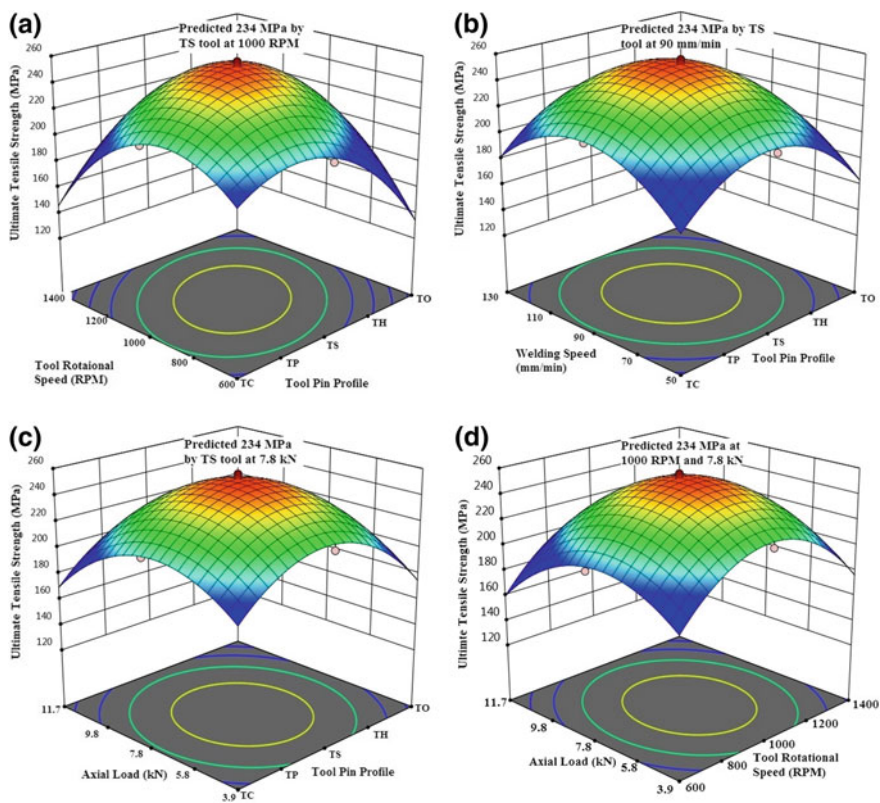 (a)
Predicted 234 MPa by
TS tool at 1000 RPM
Ultimate Tensile Strength (MPa)
260
240
220
200
180
160
140
120
1400
1200
1000
800
600
Tool Rotaional
Speed (RPM)
TC
TP
TS
TH
TO
Tool Pin Profile
(b)
Predicted 234 MPa by TS
tool at 90 mm/min
Ultimate Tensile Strength (MPa)
260
240
220
200
180
160
140
120
130
110
90
70
50
Welding Speed
(mm/min)
TC
TP
TS
TH
TO
Tool Pin Profile
(c)
Predicted 234 MPa
by TS tool at 7.8 kN
Ultimate Tensile Strength (MPa)
260
240
220
200
180
160
140
120
11.7
9.8
7.8
5.8
3.9
Axial Load (kN)
TC
TP
TS
TH
TO
Tool Pin Profile
(d)
Predicted 234 MPa at
1000 RPM and 7.8 kN
Ultimte Tensile Strength (MPa)
260
240
220
200
180
160
140
120
11.7
9.8
7.8
5.8
3.9
Axial Load (kN)
600
800
1000
1200
1400
Tool Rotational
Speed (RPM)